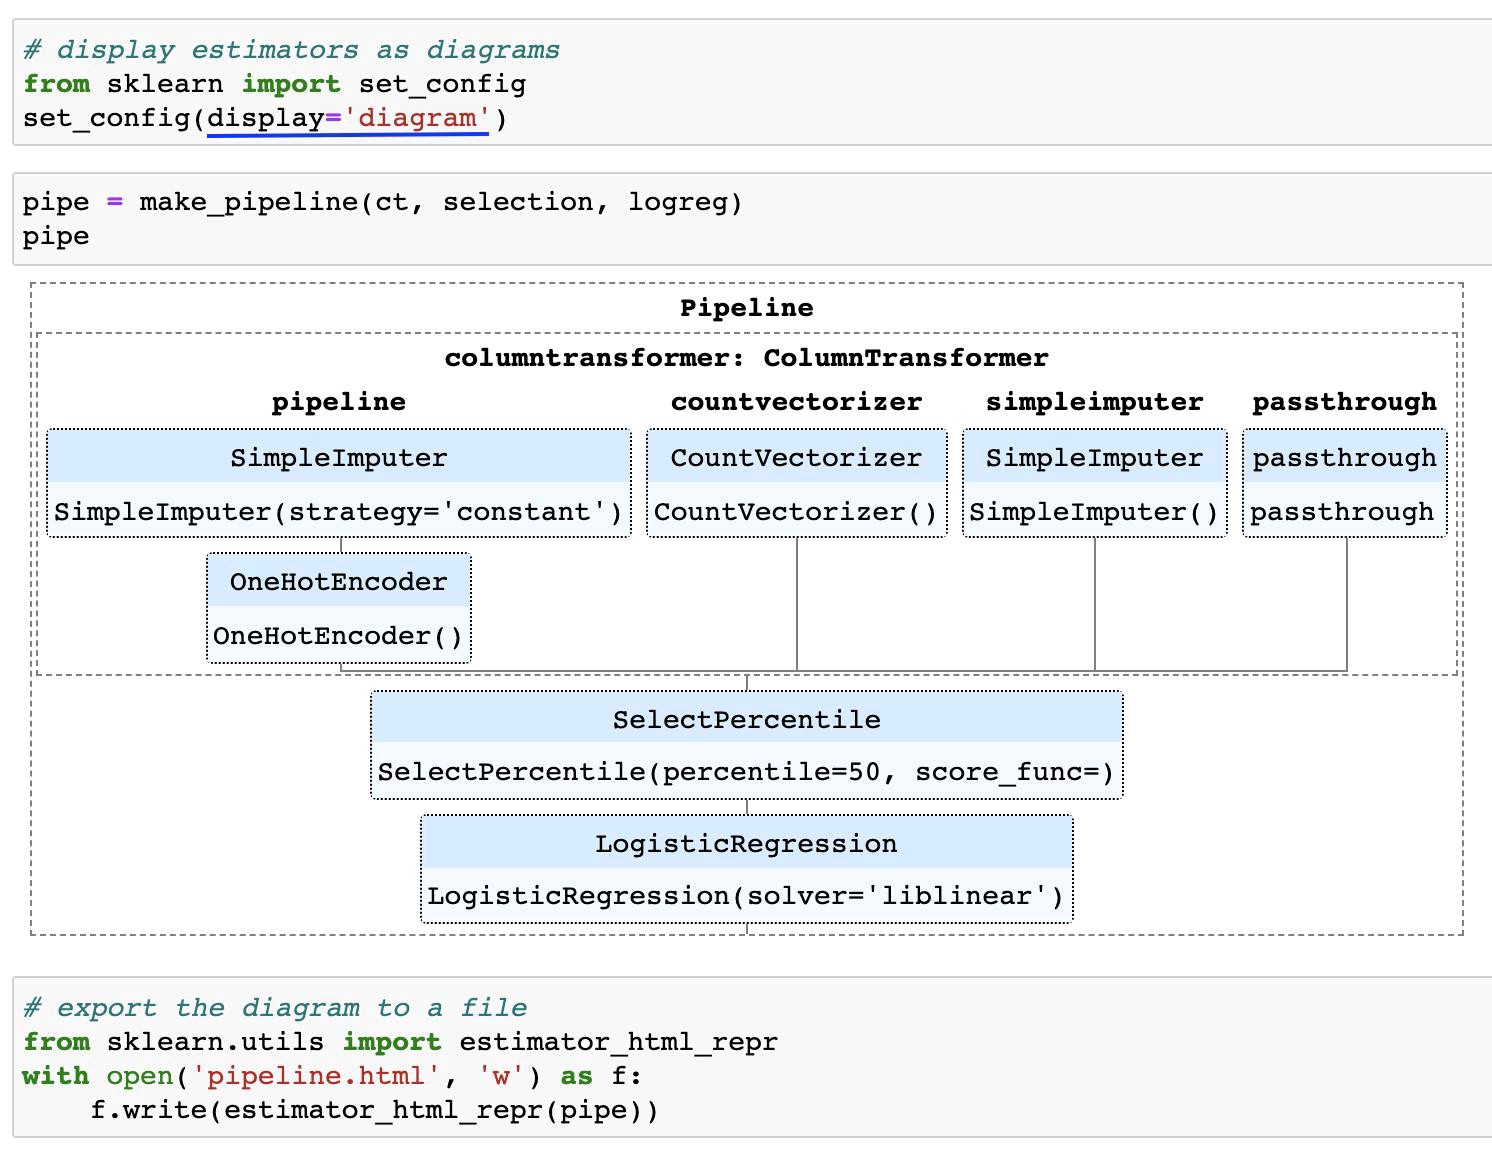 # display estimators as diagrams
from sklearn import set_config
set_config(display='diagram')
pipe = make_pipeline(ct, selection, logreg)
pipe
Pipeline
columntransformer: ColumnTransformer
pipeline countvectorizer simpleimputer passthrough
SimpleImputer CountVectorizer SimpleImputer passthrough
SimpleImputer(strategy='constant') CountVectorizer() SimpleImputer() passthrough
OneHotEncoder
OneHotEncoder()
SelectPercentile
SelectPercentile(percentile=50, score_func=)
LogisticRegression
LogisticRegression(solver='liblinear')
# export the diagram to a file
from sklearn.utils import estimator_html_repr
with open('pipeline.html', 'w') as f:
    f.write(estimator_html_repr(pipe))